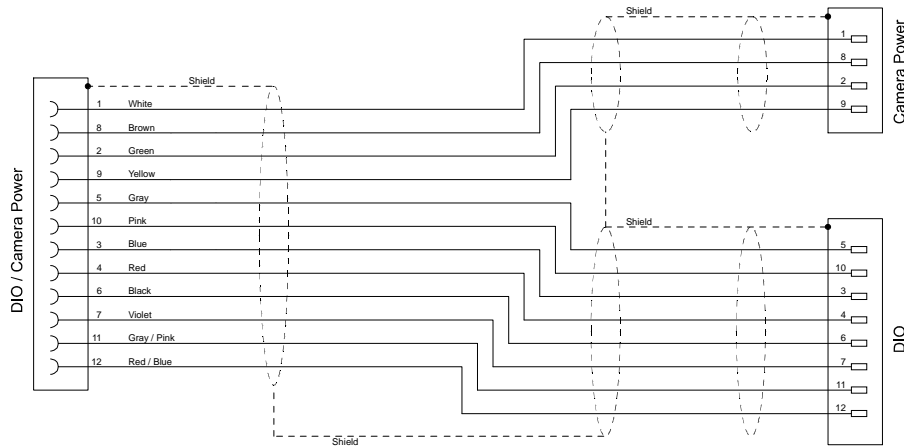 Shield
1
8
2
9
Camera Power
Shield
1 White
8 Brown
2 Green
9 Yellow
5 Gray
10 Pink
3 Blue
4 Red
6 Black
7 Violet
11 Gray / Pink
12 Red / Blue
DIO / Camera Power
Shield
5
10
3
4
6
7
11
12
DIO
Shield